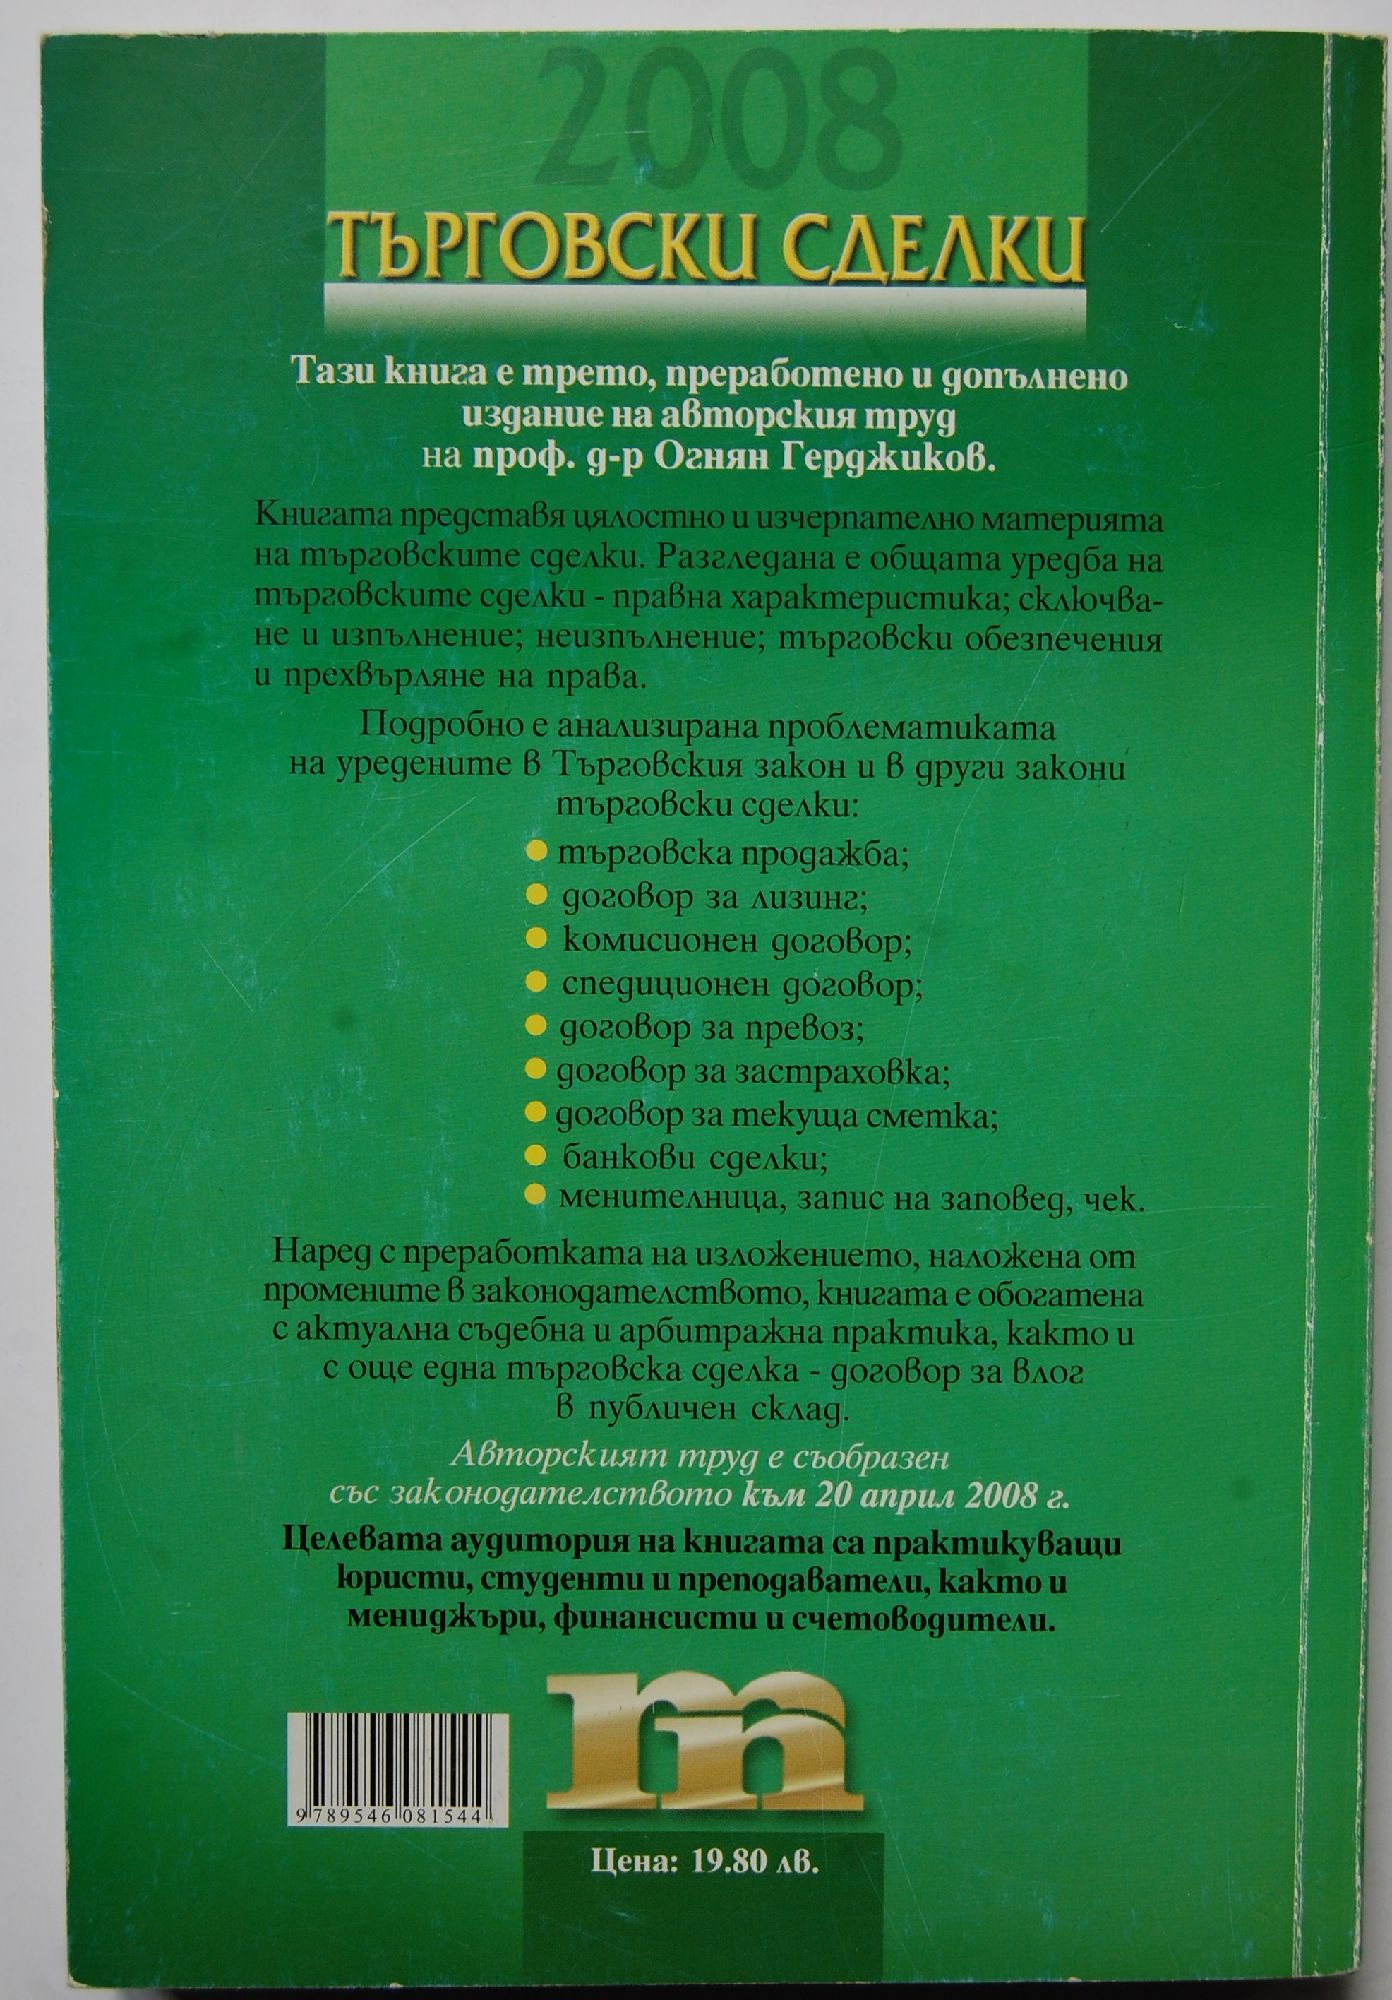 2008
ТЪРГОВСКИ СДЕЛКИ
Тази книга е трето, преработено и допълнено
издание на авторския труд
на проф. д-р Огнян Герджиков.
Книгата представя цялостно и изчерпателно материята
на търговските сделки. Разгледана е общата уредба на
търговските сделки - правна характеристика; сключва-
не и изпълнение; неизпълнение; търговски обезпечения
и прехвърляне на права.
Подробно е анализирана проблематиката
на уредените в Търговския закон и в други закони
търговски сделки:
● търговска продажба;
● договор за лизинг;
● комисионен договор;
● спедиционен договор;
● договор за превоз;
● договор за застраховка;
● договор за текуща сметка;
● банкови сделки;
● менителница, запис на заповед, чек.
Наред с преработката на изложението, наложена от
промените в законодателството, книгата е обогатена
с актуална съдебна и арбитражна практика, както и
с още една търговска сделка - договор за влог
в публичен склад.
Авторският труд е съобразен
със законодателството към 20 април 2008 г.
Целевата аудитория на книгата са практикуващи
юристи, студенти и преподаватели, както и
мениджъри, финансисти и счетоводители.
9 789546 081544
Цена: 19.80 лв.